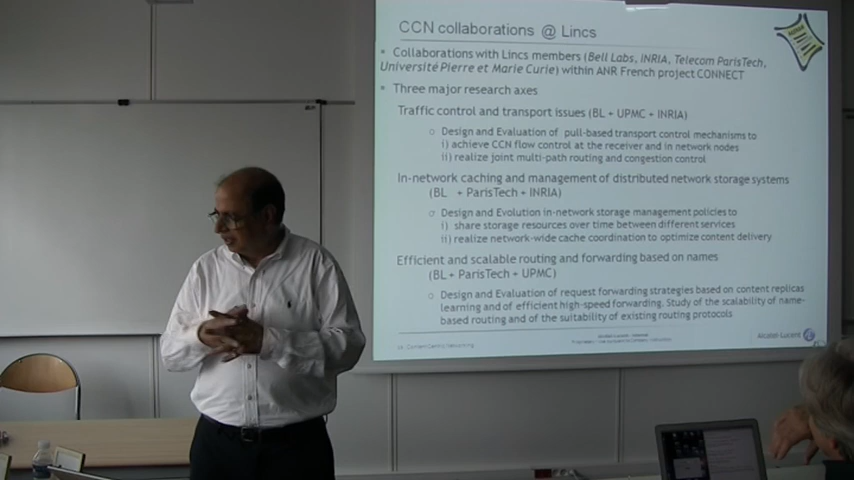 CCN collaborations @ Lincs
Collaborations with Lincs members (Bell Labs, INRIA, Telecom ParisTech,
Université Pierre et Marie Curie) within ANR French project CONNECT
Three major research axes
Traffic control and transport issues (BL + UPMC + INRIA)
Design and Evaluation of pull-based transport control mechanisms to
i) achieve CCN flow control at the receiver and in network nodes
ii) realize joint multi-path routing and congestion control
In-network caching and management of distributed network storage systems
(BL + ParisTech + INRIA)
Design and Evolution in-network storage management policies to
i) share storage resources over time between different services
ii) realize network-wide cache coordination to optimize content delivery
Efficient and scalable routing and forwarding based on names
(BL + ParisTech + UPMC)
Design and Evaluation of request forwarding strategies based on content replicas
learning and of efficient high-speed forwarding. Study of the scalability of name-
based routing and of the suitability of existing routing protocols
Content Centric Networking
Alcatel-Lucent